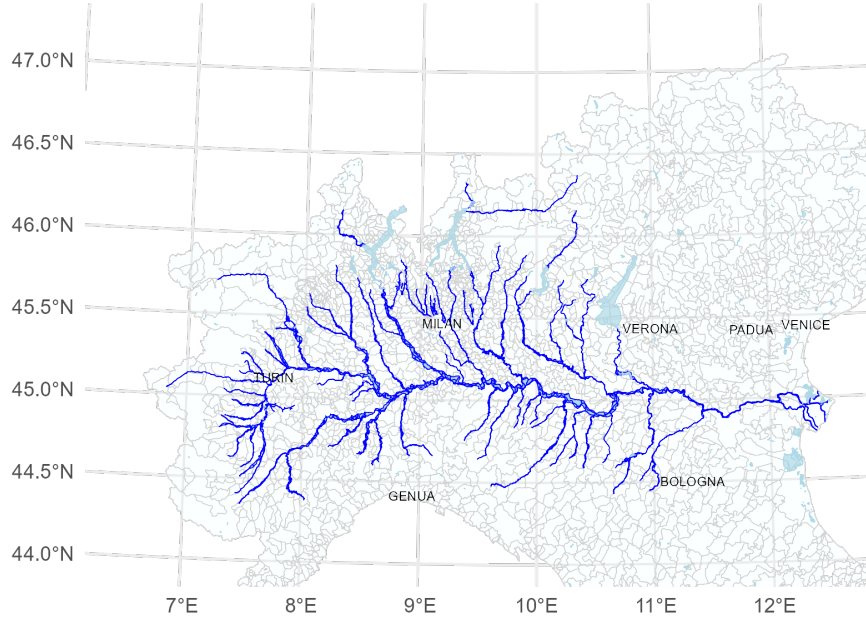 47.0°N
46.5°N
46.0°N
45.5°N
MILAN
VERONA
PADUA
VENICE
45.0°N
TURIN
44.5°N
GENUA
BOLOGNA
44.0°N
7°E 8°E 9°E 10°E 11°E 12°E